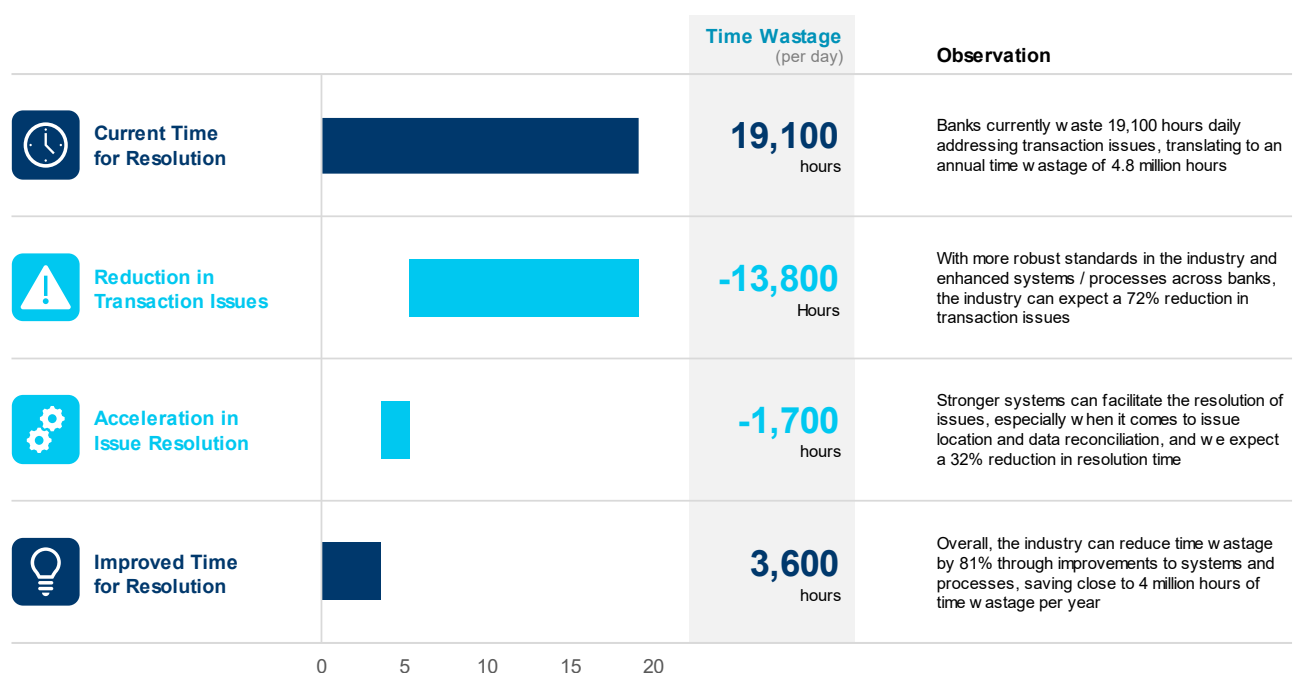 Time Wastage
(per day)
Observation
Current Time
for Resolution
19,100
hours
Banks currently waste 19,100 hours daily
addressing transaction issues, translating to an
annual time wastage of 4.8 million hours
Reduction in
Transaction Issues
-13,800
Hours
With more robust standards in the industry and
enhanced systems / processes across banks,
the industry can expect a 72% reduction in
transaction issues
Acceleration in
Issue Resolution
-1,700
hours
Stronger systems can facilitate the resolution of
issues, especially when it comes to issue
location and data reconciliation, and we expect
a 32% reduction in resolution time
Improved Time
for Resolution
3,600
hours
Overall, the industry can reduce time wastage
by 81% through improvements to systems and
processes, saving close to 4 million hours of
time wastage per year
0 5 10 15 20